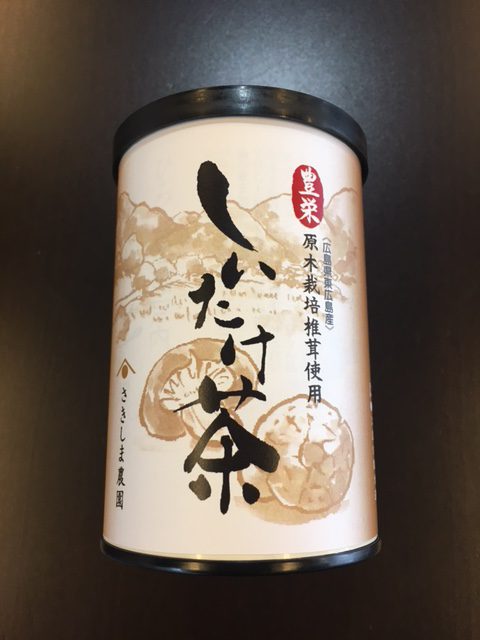 豊栄
〈広島県東広島産〉
原木栽培椎茸使用
しいたけ茶
さきしま農園